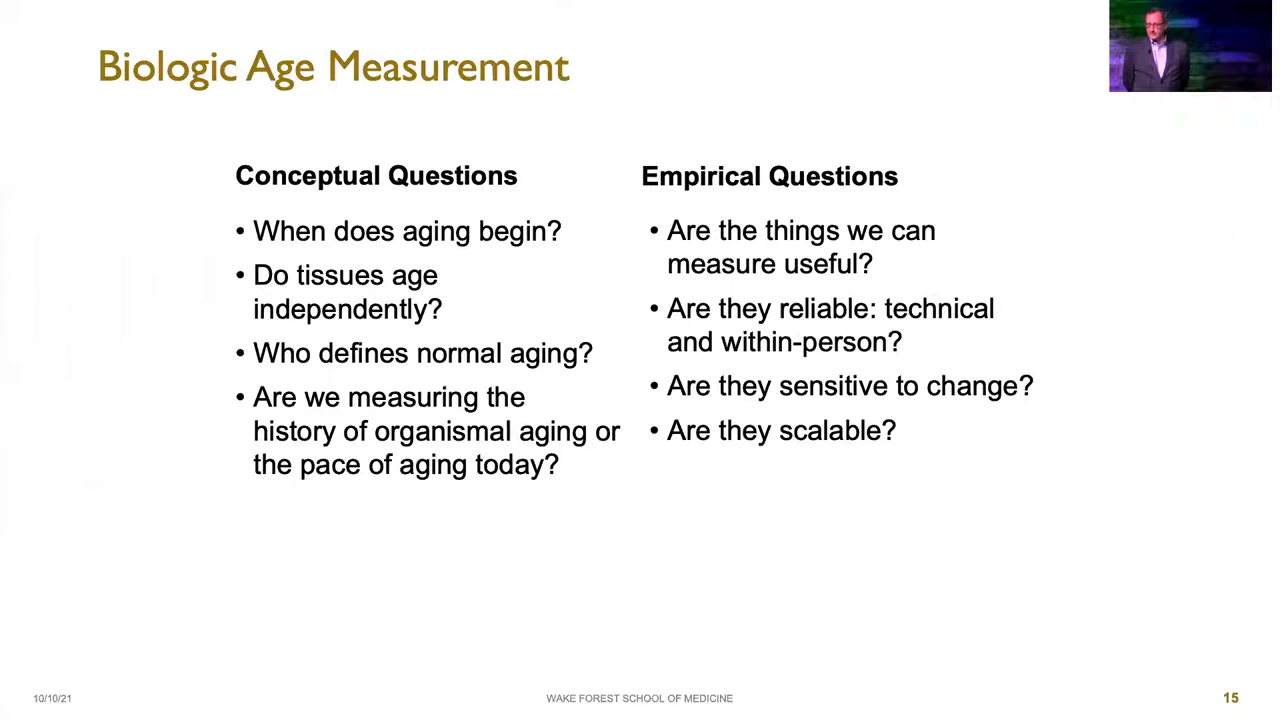 Biologic Age Measurement
Conceptual Questions
• When does aging begin?
• Do tissues age
independently?
• Who defines normal aging?
• Are we measuring the
history of organismal aging or
the pace of aging today?
Empirical Questions
• Are the things we can
measure useful?
• Are they reliable: technical
and within-person?
• Are they sensitive to change?
• Are they scalable?
10/10/21
WAKE FOREST SCHOOL OF MEDICINE
15